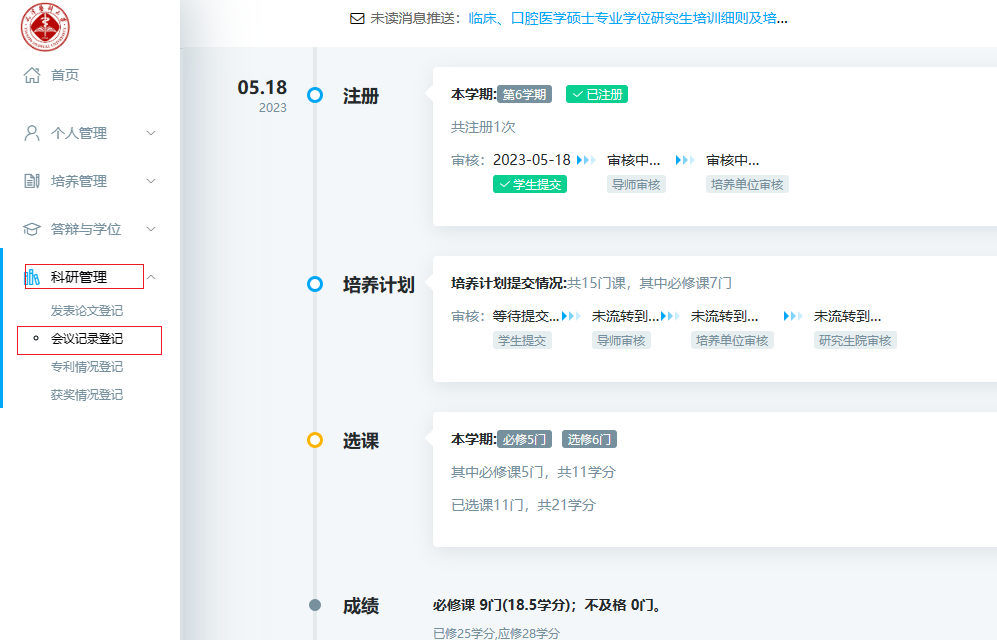 未读消息推送：临床、口腔医学硕士专业学位研究生培训细则及培...
首页
个人管理
培养管理
答辩与学位
科研管理
发表论文登记
会议记录登记
专利情况登记
获奖情况登记
05.18
2023
注册
本学期:第6学期 已注册
共注册1次
审核：2023-05-18 审核中... 审核中...
学生提交 导师审核 培养单位审核
培养计划
培养计划提交情况:共15门课，其中必修课7门
审核：等待提交... 未流转到... 未流转到... 未流转到...
学生提交 导师审核 培养单位审核 研究生院审核
选课
本学期:必修5门 选修6门
其中必修课5门，共11学分
已选课11门，共21学分
成绩
必修课 9门(18.5学分)；不及格 0门。
已修25学分,应修28学分